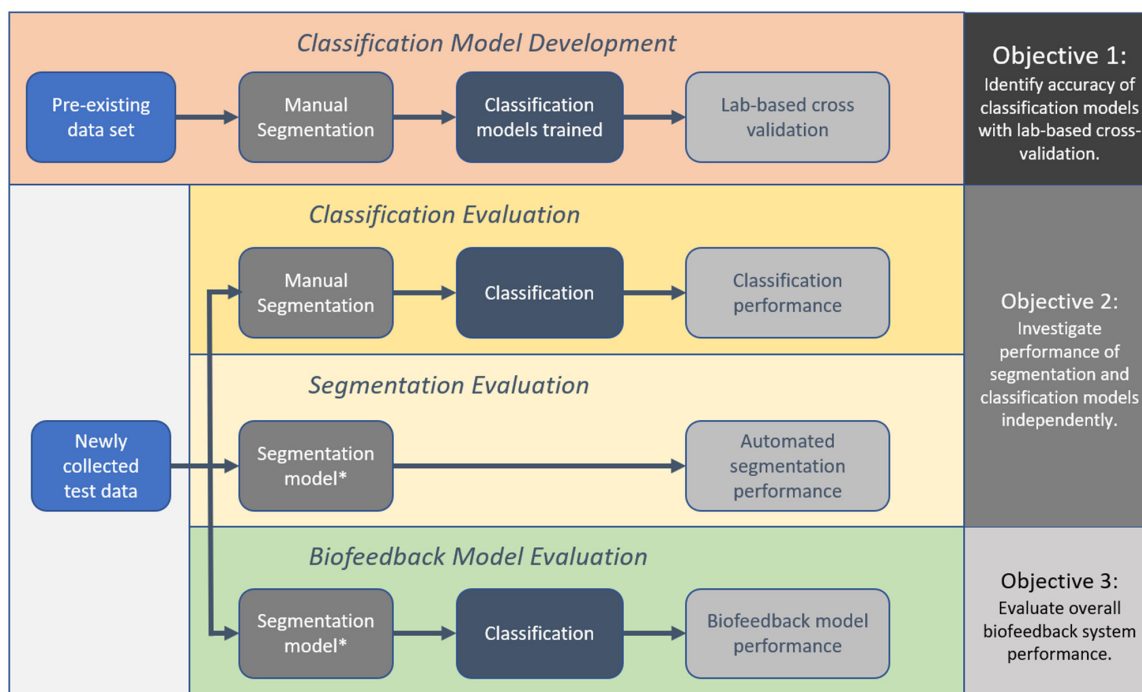 Classification Model Development
Pre-existing
data set
Manual
Segmentation
Classification
models trained
Lab-based cross
validation
Objective 1:
Identify accuracy of
classification models
with lab-based cross-
validation.
Classification Evaluation
Manual
Segmentation
Classification
Classification
performance
Objective 2:
Investigate
performance of
segmentation and
classification models
independently.
Segmentation Evaluation
Newly
collected
test data
Segmentation
model*
Automated
segmentation
performance
Biofeedback Model Evaluation
Segmentation
model*
Classification
Biofeedback model
performance
Objective 3:
Evaluate overall
biofeedback system
performance.